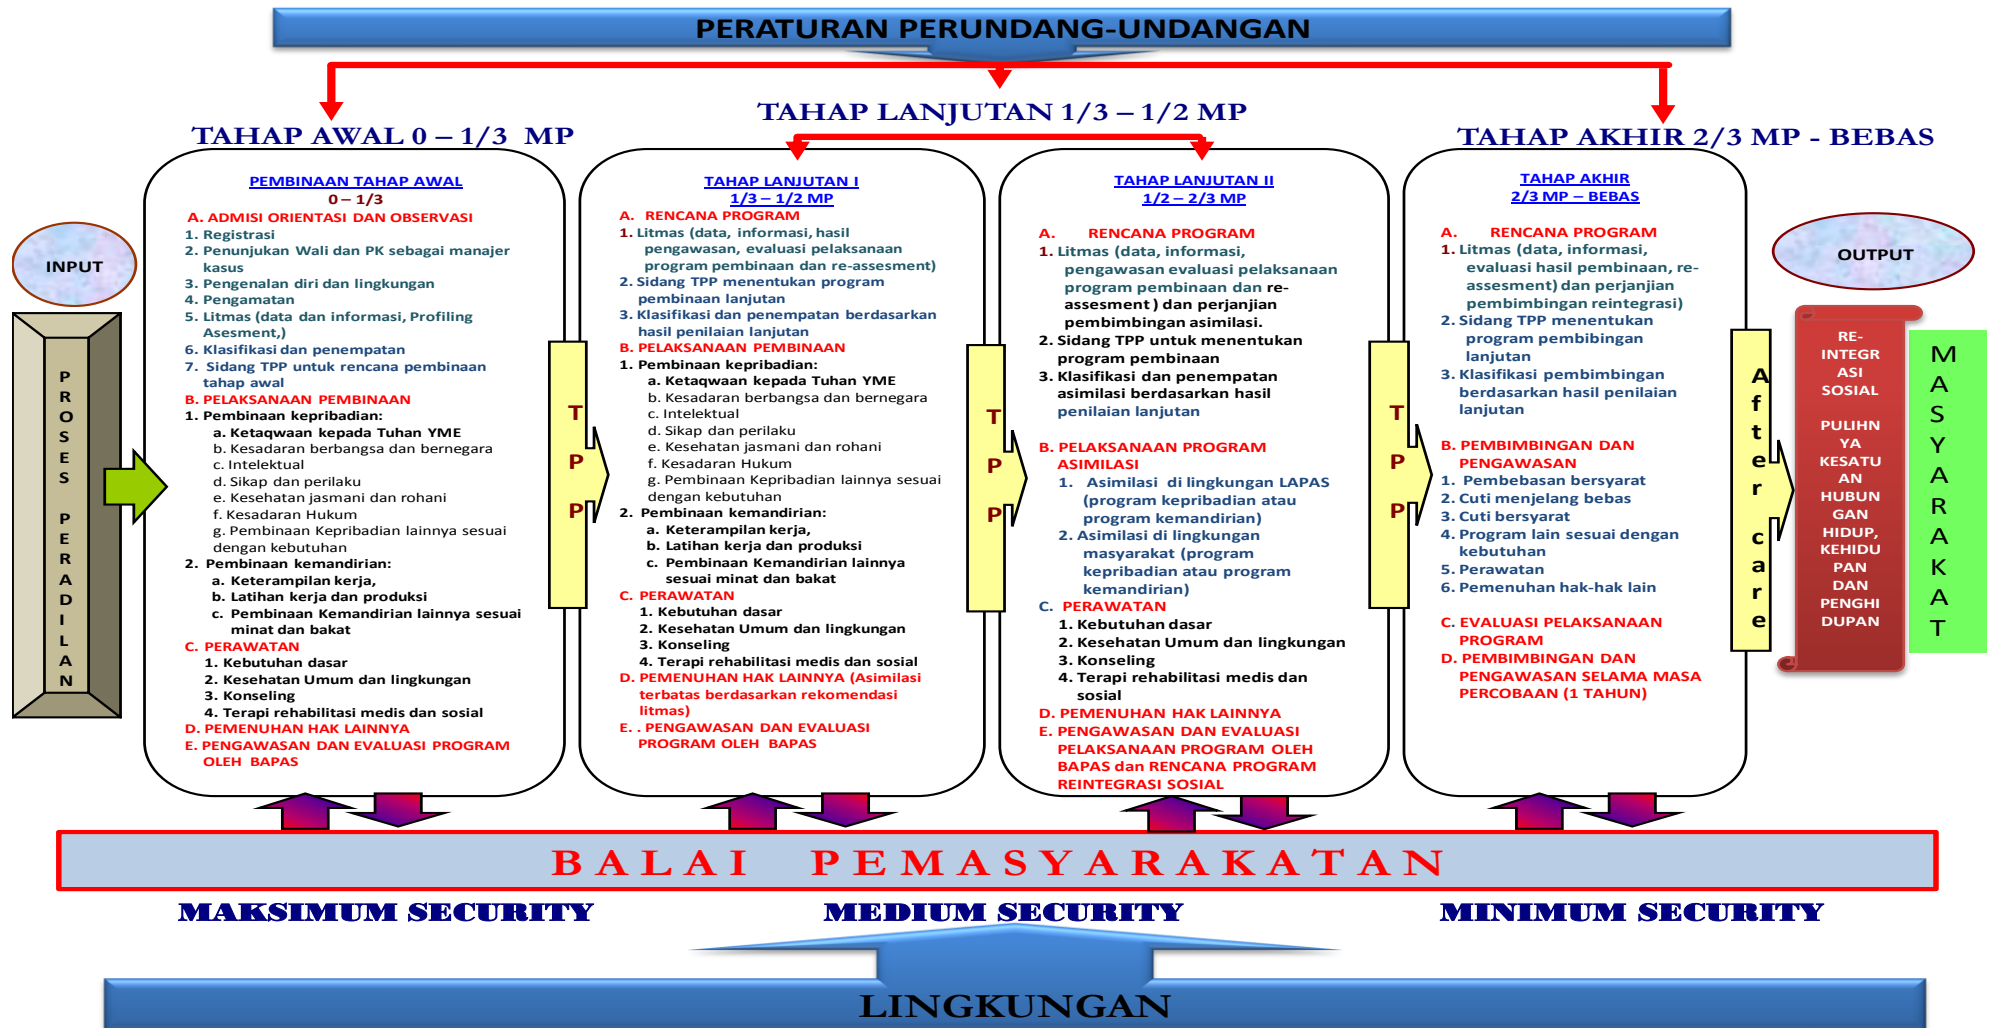 PERATURAN PERUNDANG-UNDANGAN
TAHAP AWAL 0 – 1/3 MP
TAHAP LANJUTAN 1/3 – 1/2 MP
TAHAP AKHIR 2/3 MP - BEBAS
INPUT
PROSES PERADILAN
PEMBINAAN TAHAP AWAL
0 – 1/3
A. ADMISI ORIENTASI DAN OBSERVASI
1. Registrasi
2. Penunjukan Wali dan PK sebagai manajer
kasus
3. Pengenalan diri dan lingkungan
4. Pengamatan
5. Litmas (data dan informasi, Profiling
Asesment,)
6. Klasifikasi dan penempatan
7. Sidang TPP untuk rencana pembinaan
tahap awal
B. PELAKSANAAN PEMBINAAN
1. Pembinaan kepribadian:
a. Ketaqwaan kepada Tuhan YME
b. Kesadaran berbangsa dan bernegara
c. Intelektual
d. Sikap dan perilaku
e. Kesehatan jasmani dan rohani
f. Kesadaran Hukum
g. Pembinaan Kepribadian lainnya sesuai
dengan kebutuhan
2. Pembinaan kemandirian:
a. Keterampilan kerja,
b. Latihan kerja dan produksi
c. Pembinaan Kemandirian lainnya sesuai
minat dan bakat
C. PERAWATAN
1. Kebutuhan dasar
2. Kesehatan Umum dan lingkungan
3. Konseling
4. Terapi rehabilitasi medis dan sosial
D. PEMENUHAN HAK LAINNYA
E. PENGAWASAN DAN EVALUASI PROGRAM
OLEH BAPAS
TPP
TAHAP LANJUTAN I
1/3 – 1/2 MP
A. RENCANA PROGRAM
1. Litmas (data, informasi, hasil
pengawasan, evaluasi pelaksanaan
program pembinaan dan re-assesment)
2. Sidang TPP menentukan program
pembinaan lanjutan
3. Klasifikasi dan penempatan berdasarkan
hasil penilaian lanjutan
B. PELAKSANAAN PEMBINAAN
1. Pembinaan kepribadian:
a. Ketaqwaan kepada Tuhan YME
b. Kesadaran berbangsa dan bernegara
c. Intelektual
d. Sikap dan perilaku
e. Kesehatan jasmani dan rohani
f. Kesadaran Hukum
g. Pembinaan Kepribadian lainnya sesuai
dengan kebutuhan
2. Pembinaan kemandirian:
a. Keterampilan kerja,
b. Latihan kerja dan produksi
c. Pembinaan Kemandirian lainnya
sesuai minat dan bakat
C. PERAWATAN
1. Kebutuhan dasar
2. Kesehatan Umum dan lingkungan
3. Konseling
4. Terapi rehabilitasi medis dan sosial
D. PEMENUHAN HAK LAINNYA (Asimilasi
terbatas berdasarkan rekomendasi
litmas)
E. . PENGAWASAN DAN EVALUASI
PROGRAM OLEH BAPAS
TPP
TAHAP LANJUTAN II
1/2 – 2/3 MP
A. RENCANA PROGRAM
1. Litmas (data, informasi,
pengawasan evaluasi pelaksanaan
program pembinaan dan re-
assesment ) dan perjanjian
pembimbingan asimilasi.
2. Sidang TPP untuk menentukan
program pembinaan
3. Klasifikasi dan penempatan
asimilasi berdasarkan hasil
penilaian lanjutan
B. PELAKSANAAN PROGRAM
ASIMILASI
1. Asimilasi di lingkungan LAPAS
(program kepribadian atau
program kemandirian)
2. Asimilasi di lingkungan
masyarakat (program
kepribadian atau program
kemandirian)
C. PERAWATAN
1. Kebutuhan dasar
2. Kesehatan Umum dan lingkungan
3. Konseling
4. Terapi rehabilitasi medis dan
sosial
D. PEMENUHAN HAK LAINNYA
E. PENGAWASAN DAN EVALUASI
PELAKSANAAN PROGRAM OLEH
BAPAS dan RENCANA PROGRAM
REINTEGRASI SOSIAL
TPP
TAHAP AKHIR
2/3 MP – BEBAS
A. RENCANA PROGRAM
1. Litmas (data, informasi,
evaluasi hasil pembinaan, re-
assesment) dan perjanjian
pembimbingan reintegrasi)
2. Sidang TPP menentukan
program pembibingan
lanjutan
3. Klasifikasi pembimbingan
berdasarkan hasil penilaian
lanjutan
B. PEMBIMBINGAN DAN
PENGAWASAN
1. Pembebasan bersyarat
2. Cuti menjelang bebas
3. Cuti bersyarat
4. Program lain sesuai dengan
kebutuhan
5. Perawatan
6. Pemenuhan hak-hak lain
C. EVALUASI PELAKSANAAN
PROGRAM
D. PEMBIMBINGAN DAN
PENGAWASAN SELAMA MASA
PERCOBAAN (1 TAHUN)
After care
OUTPUT
RE-
INTEGR
ASI
SOSIAL
PULIHN
YA
KESATU
AN
HUBUN
GAN
HIDUP,
KEHIDU
PAN
DAN
PENGHI
DUPAN
MASYARAKAT
BALAI PEMASYARAKATAN
MAKSIMUM SECURITY
MEDIUM SECURITY
MINIMUM SECURITY
LINGKUNGAN